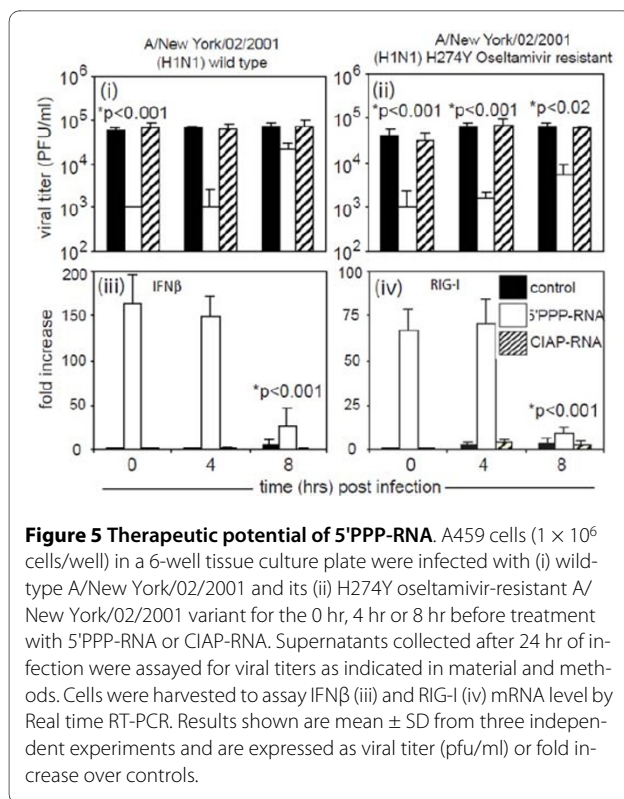 A/New York/02/2001
(H1N1) wild type
A/New York/02/2001
(H1N1) H274Y Oseltamivir resistant
viral titer (PFU/ml)
10⁶
10⁵
10⁴
10³
10²
(i)
*p<0.001
10⁶
10⁵
10⁴
10³
10²
(ii)
*p<0.001
*p<0.001
*p<0.02
fold increase
200
150
100
50
0
(iii)
IFNβ
*p<0.001
100
75
50
25
0
(iv)
RIG-I
control
5'PPP-RNA
CIAP-RNA
*p<0.001
0
4
8
0
4
8
time (hrs) post infection
Figure 5 Therapeutic potential of 5'PPP-RNA. A459 cells (1 × 10⁶
cells/well) in a 6-well tissue culture plate were infected with (i) wild-
type A/New York/02/2001 and its (ii) H274Y oseltamivir-resistant A/
New York/02/2001 variant for the 0 hr, 4 hr or 8 hr before treatment
with 5'PPP-RNA or CIAP-RNA. Supernatants collected after 24 hr of in-
fection were assayed for viral titers as indicated in material and meth-
ods. Cells were harvested to assay IFNβ (iii) and RIG-I (iv) mRNA level by
Real time RT-PCR. Results shown are mean ± SD from three indepen-
dent experiments and are expressed as viral titer (pfu/ml) or fold in-
crease over controls.